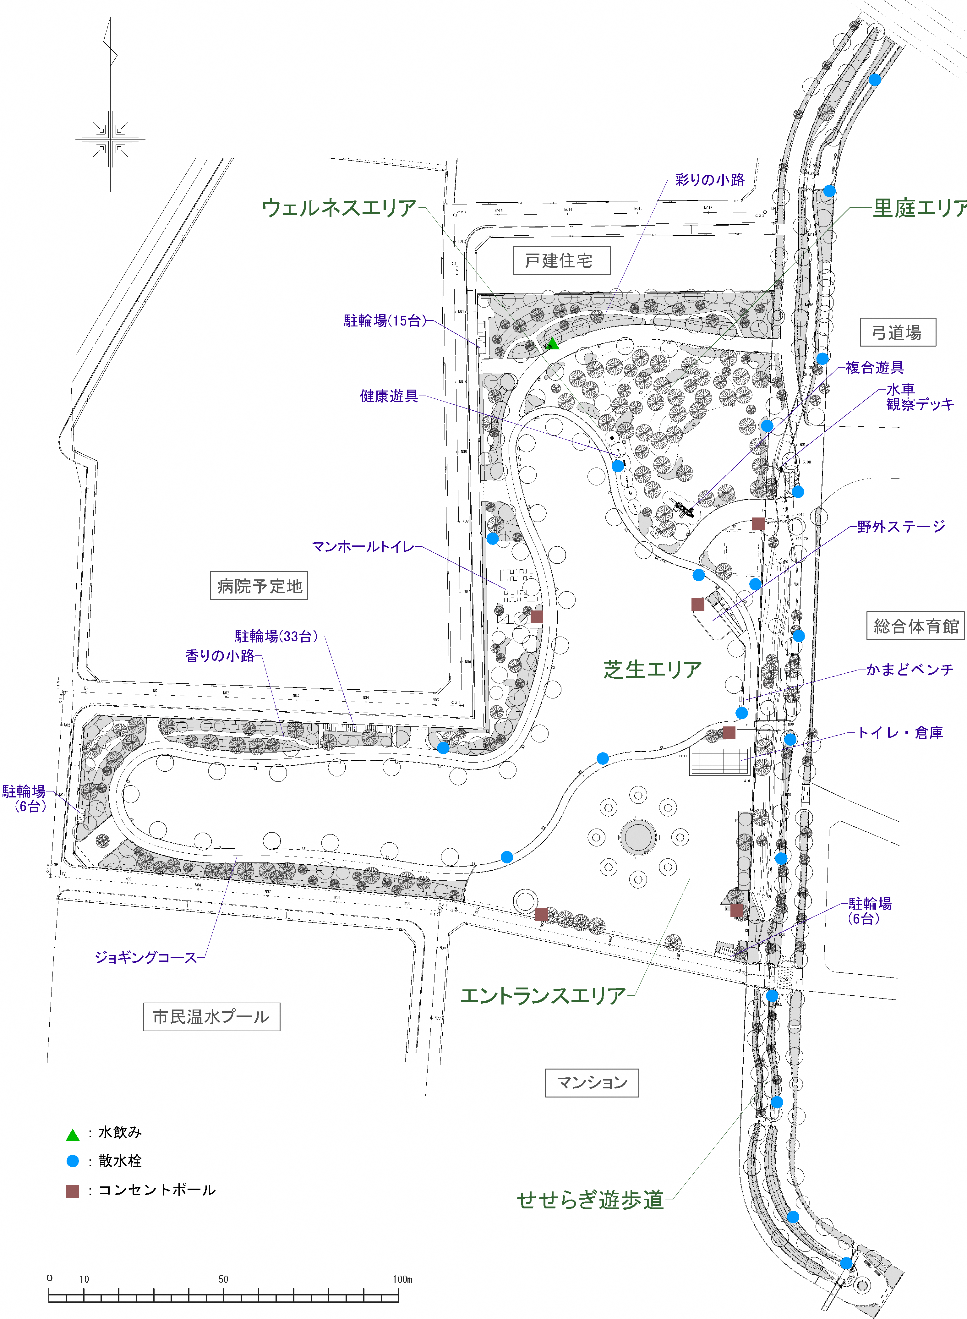 彩りの小路
ウェルネスエリア
里庭エリア
戸建住宅
駐輪場(15台)
弓道場
複合遊具
健康遊具
水車
観察デッキ
野外ステージ
マンホールトイレ
病院予定地
総合体育館
駐輪場(33台)
香りの小路
芝生エリア
かまどベンチ
トイレ・倉庫
駐輪場
(6台)
駐輪場
(6台)
ジョギングコース
エントランスエリア
市民温水プール
マンション
：水飲み
：散水栓
：コンセントポール
せせらぎ遊歩道
0 10 50 100m